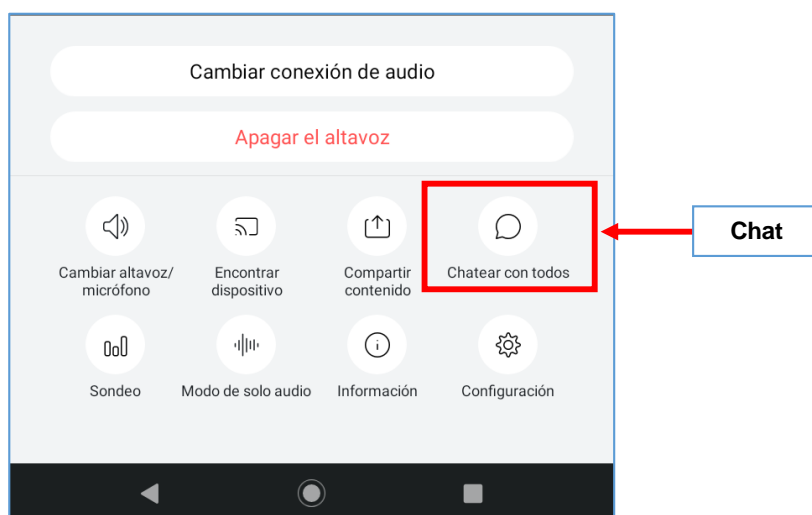 Cambiar conexión de audio
Apagar el altavoz
Cambiar altavoz/
micrófono
Encontrar
dispositivo
Compartir
contenido
Chatear con todos
Chat
Sondeo
Modo de solo audio
Información
Configuración